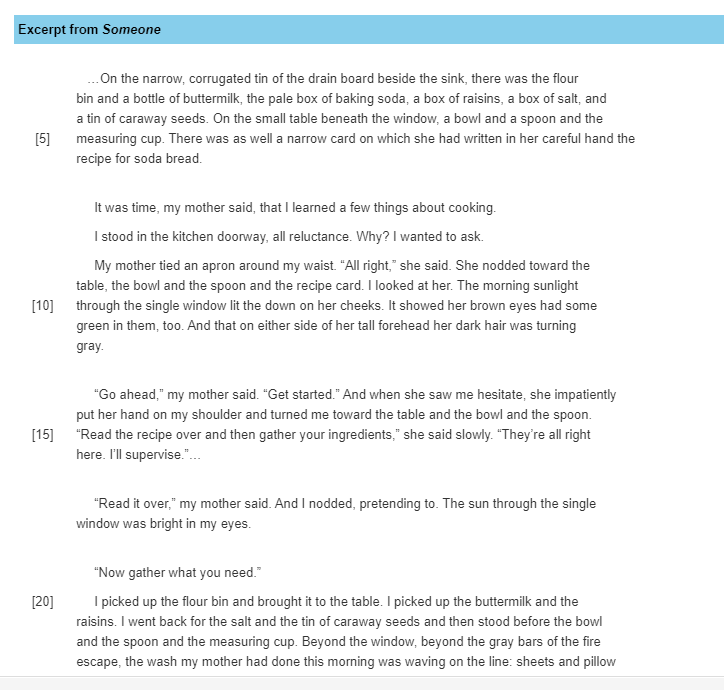 Excerpt from Someone
…On the narrow, corrugated tin of the drain board beside the sink, there was the flour
bin and a bottle of buttermilk, the pale box of baking soda, a box of raisins, a box of salt, and
a tin of caraway seeds. On the small table beneath the window, a bowl and a spoon and the
[5] measuring cup. There was as well a narrow card on which she had written in her careful hand the
recipe for soda bread.
It was time, my mother said, that I learned a few things about cooking.
I stood in the kitchen doorway, all reluctance. Why? I wanted to ask.
My mother tied an apron around my waist. “All right,” she said. She nodded toward the
table, the bowl and the spoon and the recipe card. I looked at her. The morning sunlight
[10] through the single window lit the down on her cheeks. It showed her brown eyes had some
green in them, too. And that on either side of her tall forehead her dark hair was turning
gray.
“Go ahead,” my mother said. “Get started.” And when she saw me hesitate, she impatiently
put her hand on my shoulder and turned me toward the table and the bowl and the spoon.
[15] “Read the recipe over and then gather your ingredients,” she said slowly. “They’re all right
here. I’ll supervise.”…
“Read it over,” my mother said. And I nodded, pretending to. The sun through the single
window was bright in my eyes.
“Now gather what you need.”
[20] I picked up the flour bin and brought it to the table. I picked up the buttermilk and the
raisins. I went back for the salt and the tin of caraway seeds and then stood before the bowl
and the spoon and the measuring cup. Beyond the window, beyond the gray bars of the fire
escape, the wash my mother had done this morning was waving on the line: sheets and pillow